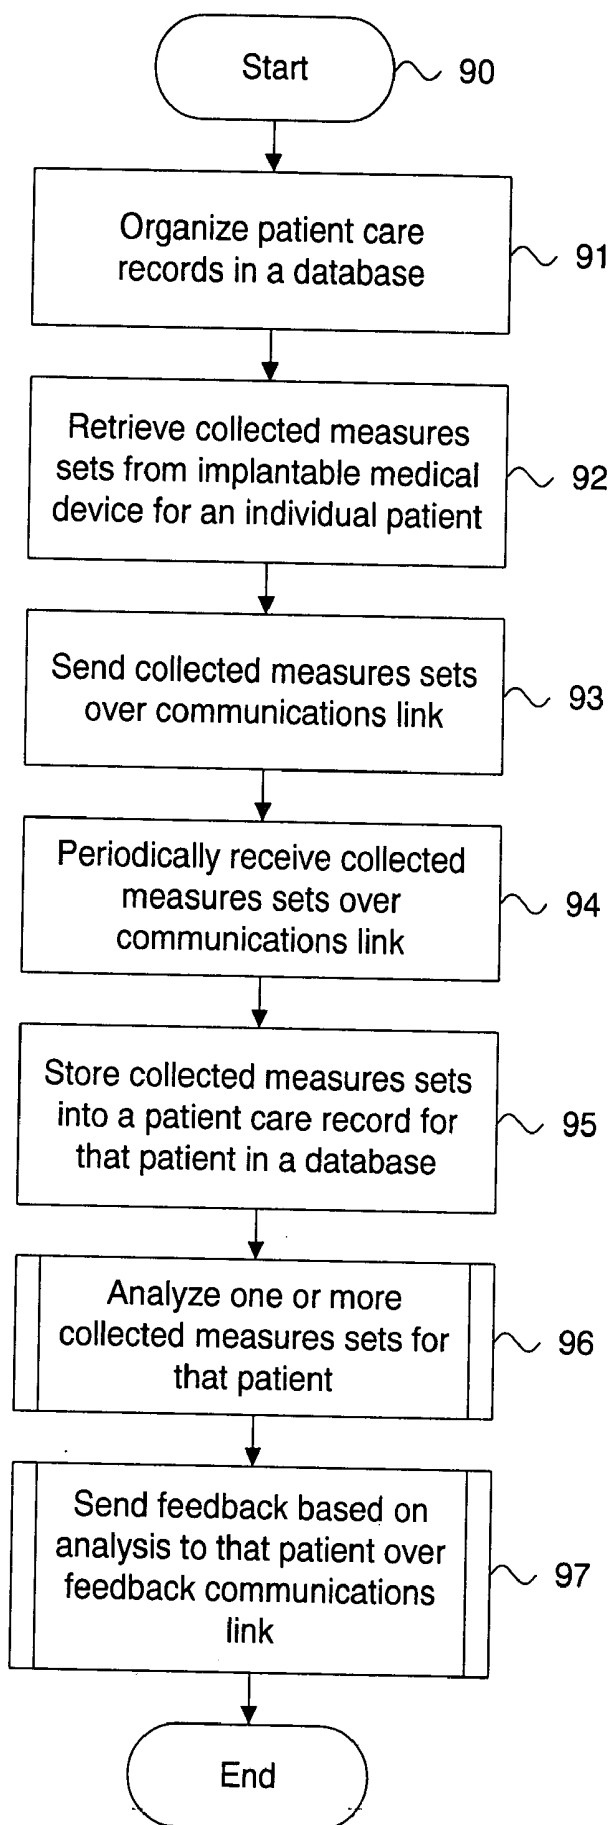 Start
90
Organize patient care
records in a database
91
Retrieve collected measures
sets from implantable medical
device for an individual patient
92
Send collected measures sets
over communications link
93
Periodically receive collected
measures sets over
communications link
94
Store collected measures sets
into a patient care record for
that patient in a database
95
Analyze one or more
collected measures sets for
that patient
96
Send feedback based on
analysis to that patient over
feedback communications
link
97
End